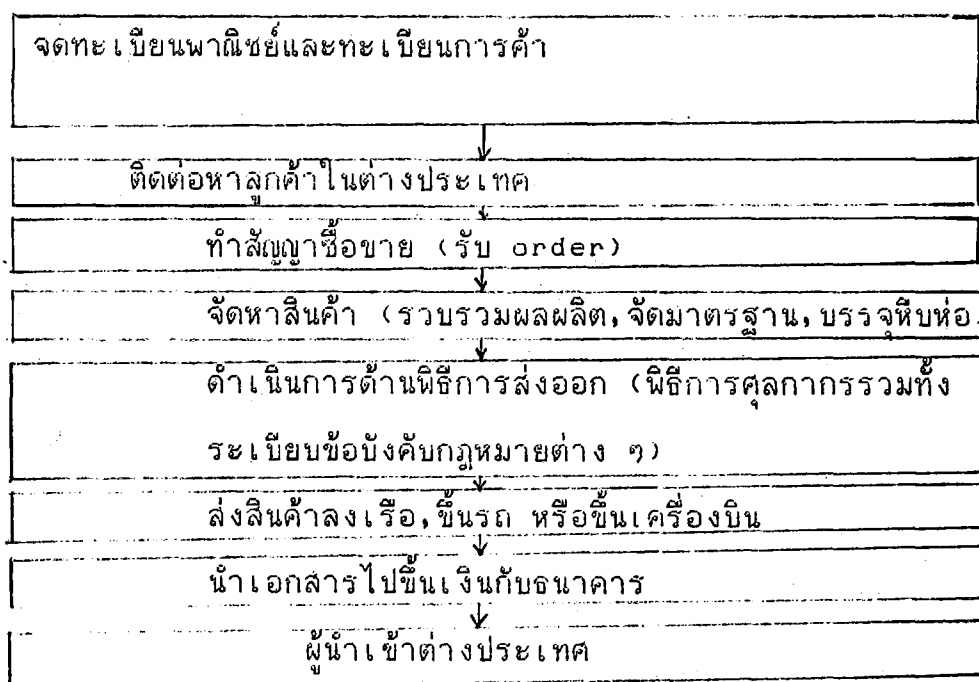 จดทะเบียนพาณิชย์และทะเบียนการค้า
ติดต่อหาลูกค้าในต่างประเทศ
ทำสัญญาซื้อขาย (รับ order)
จัดหาสินค้า (รวบรวมผลผลิต,จัดมาตรฐาน,บรรจุหีบห่อ.
ดำเนินการด้านพิธีการส่งออก (พิธีการศุลกากรรวมทั้ง
ระเบียบข้อบังคับกฎหมายต่าง ๆ)
ส่งสินค้าลงเรือ,ขึ้นรถ หรือขึ้นเครื่องบิน
นำเอกสารไปขึ้นเงินกับธนาคาร
ผู้นำเข้าต่างประเทศ